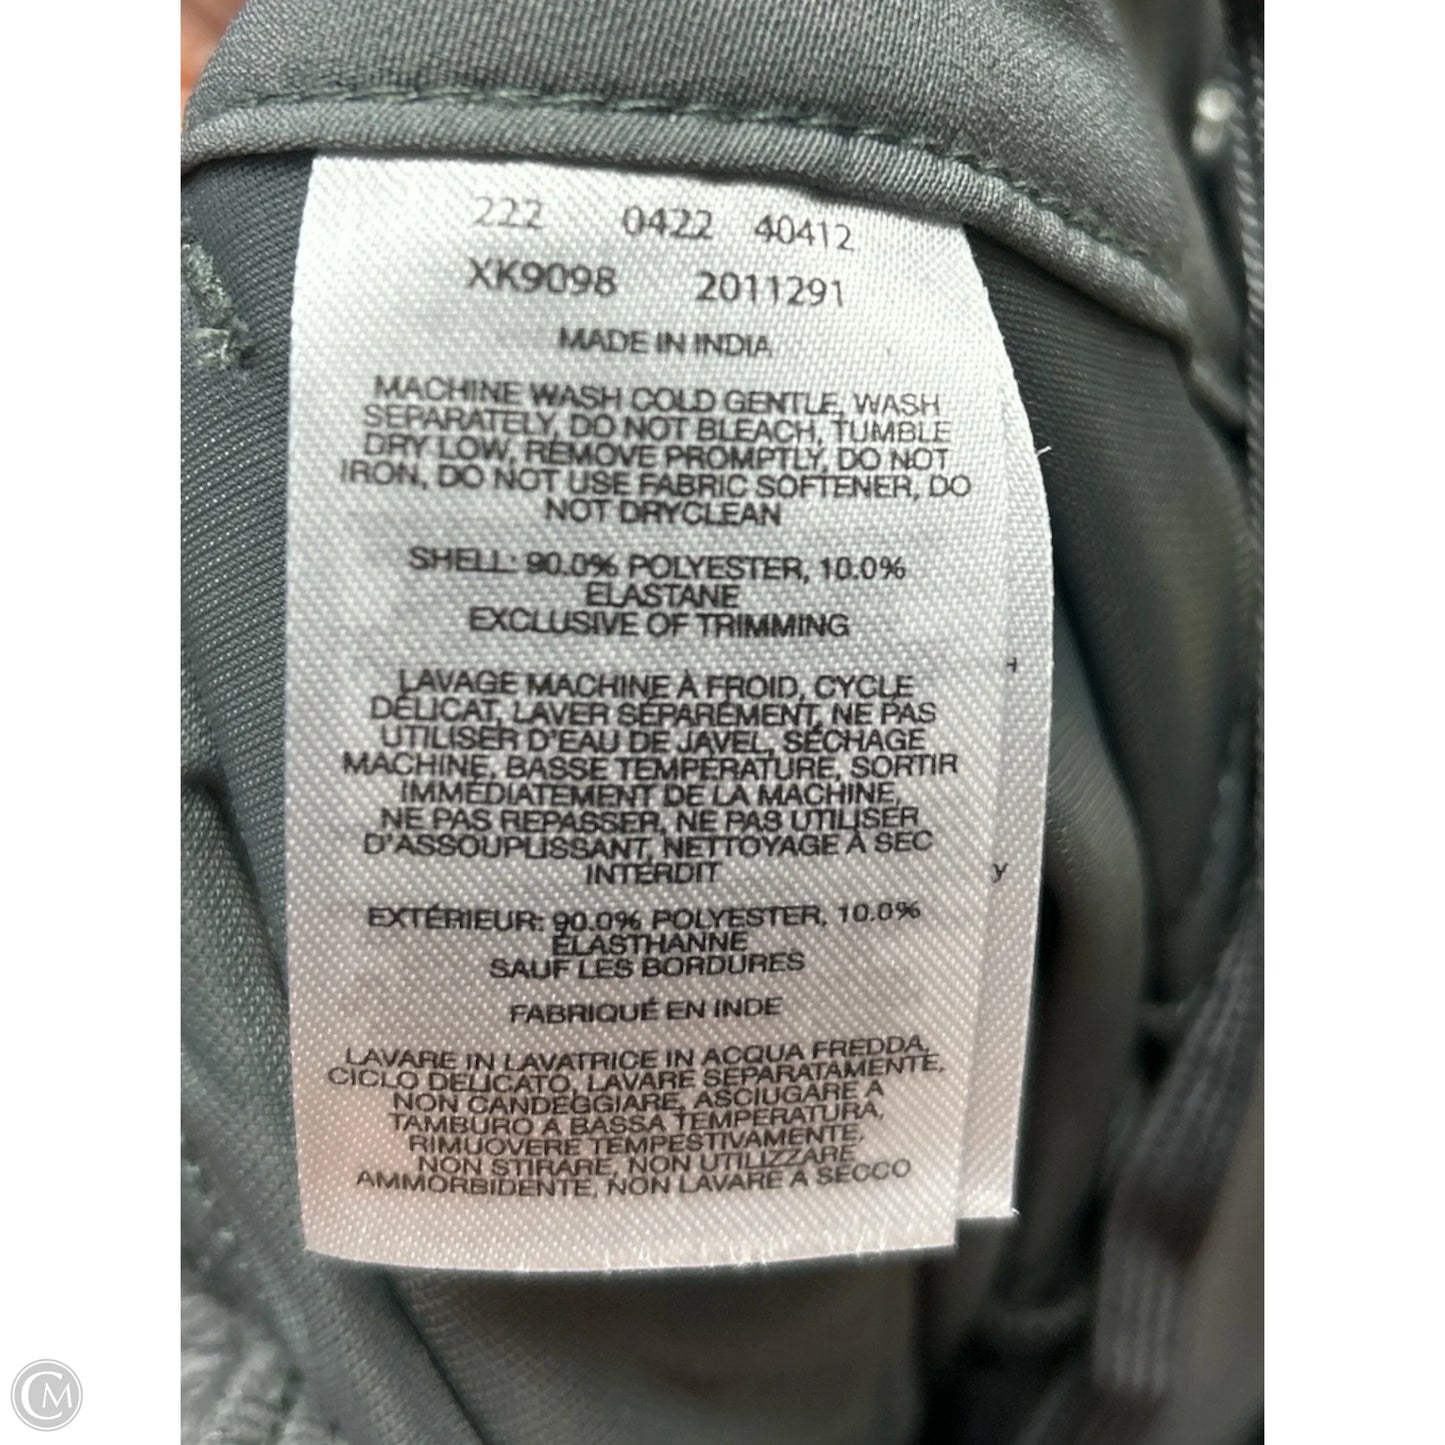 222 0422 40412
XK9098 2011291
MADE IN INDIA
MACHINE WASH COLD GENTLE, WASH
SEPARATELY, DO NOT BLEACH, TUMBLE
DRY LOW, REMOVE PROMPTLY, DO NOT
IRON, DO NOT USE FABRIC SOFTENER, DO
NOT DRYCLEAN
SHELL: 90.0% POLYESTER, 10.0%
ELASTANE
EXCLUSIVE OF TRIMMING
LAVAGE MACHINE À FROID, CYCLE
DÉLICAT, LAVER SÉPARÉMENT, NE PAS
UTILISER D'EAU DE JAVEL, SÉCHAGE
MACHINE, BASSE TEMPÉRATURE, SORTIR
IMMÉDIATEMENT DE LA MACHINE,
NE PAS REPASSER, NE PAS UTILISER
D'ASSOUPLISSANT, NETTOYAGE À SEC
INTERDIT
EXTÉRIEUR: 90.0% POLYESTER, 10.0%
ÉLASTHANNE
SAUF LES BORDURES
FABRIQUÉ EN INDE
LAVARE IN LAVATRICE IN ACQUA FREDDA,
CICLO DELICATO, LAVARE SEPARATAMENTE,
NON CANDEGGIARE, ASCIUGARE A
TAMBURO A BASSA TEMPERATURA,
RIMUOVERE TEMPESTIVAMENTE,
NON STIRARE, NON UTILIZZARE
AMMORBIDENTE, NON LAVARE A SECCO
H
Y
CM